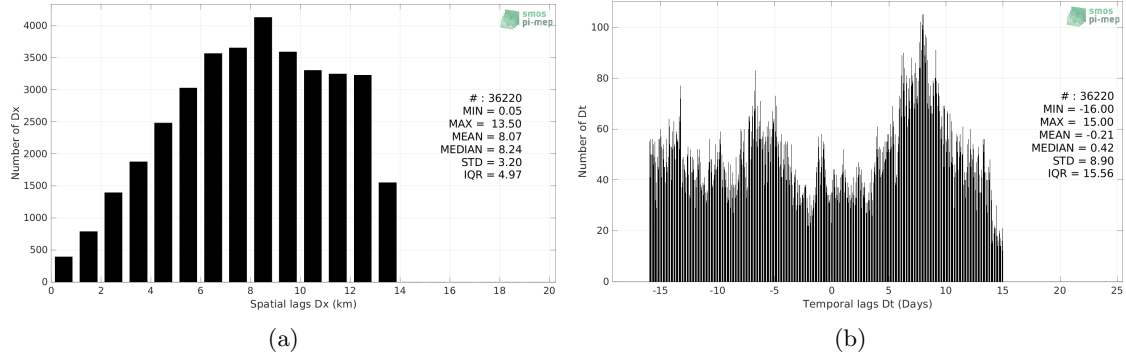 smos
pi-mep
4000
3500
3000
2500
2000
1500
1000
500
0
Number of Dx
# : 36220
MIN = 0.05
MAX = 13.50
MEAN = 8.07
MEDIAN = 8.24
STD = 3.20
IQR = 4.97
0 2 4 6 8 10 12 14 16 18 20
Spatial lags Dx (km)
(a)
smos
pi-mep
100
80
60
40
20
0
Number of Dt
# : 36220
MIN = -16.00
MAX = 15.00
MEAN = -0.21
MEDIAN = 0.42
STD = 8.90
IQR = 15.56
-15 -10 -5 0 5 10 15 20 25
Temporal lags Dt (Days)
(b)